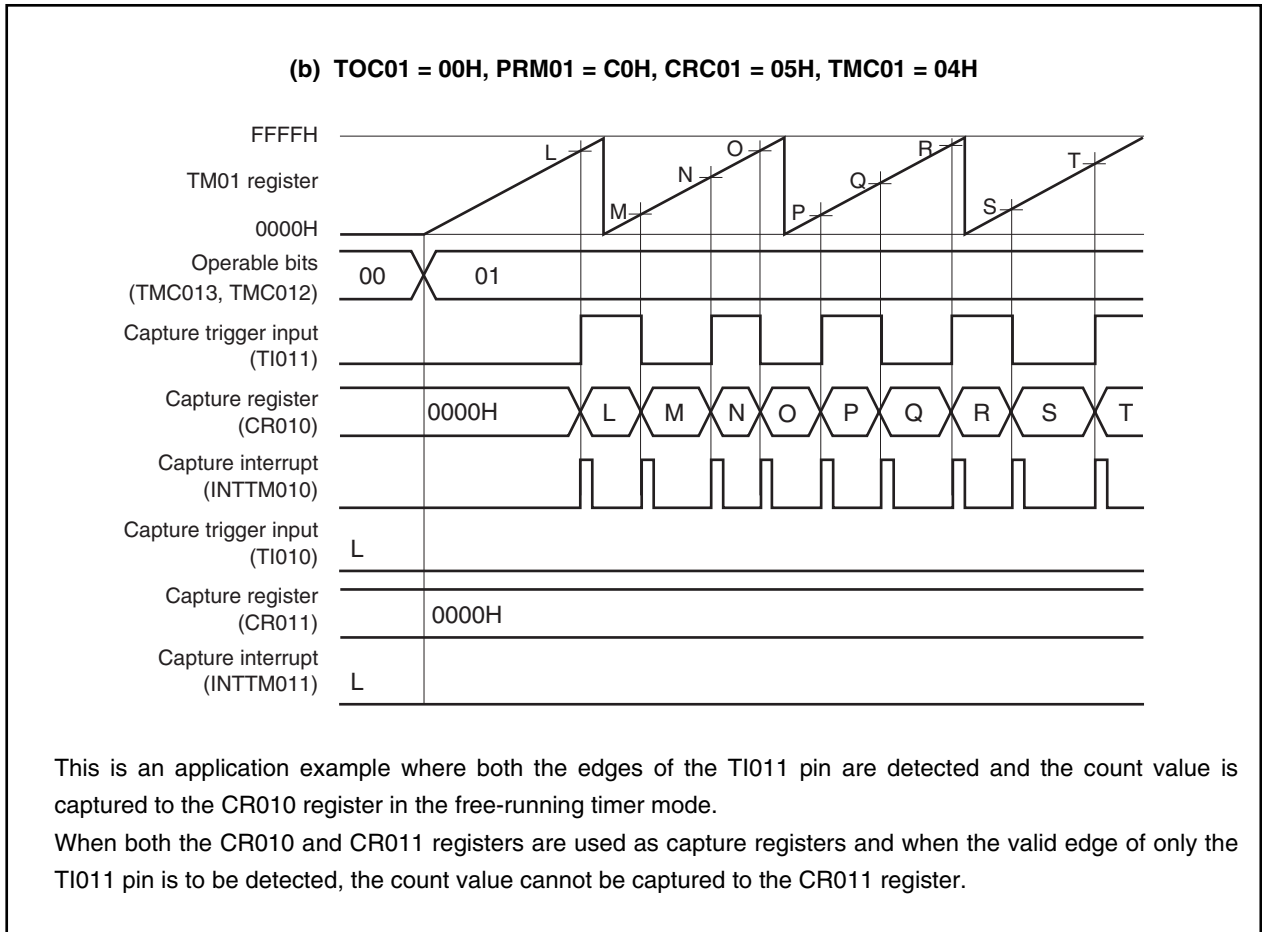 (b) TOC01 = 00H, PRM01 = C0H, CRC01 = 05H, TMC01 = 04H
FFFFH
TM01 register
0000H
L
M
N
O
P
Q
R
S
T
Operable bits
(TMC013, TMC012)
00
01
Capture trigger input
(TI011)
Capture register
(CR010)
0000H
L
M
N
O
P
Q
R
S
T
Capture interrupt
(INTTM010)
Capture trigger input
(TI010)
L
Capture register
(CR011)
0000H
Capture interrupt
(INTTM011)
L
This is an application example where both the edges of the TI011 pin are detected and the count value is
captured to the CR010 register in the free-running timer mode.
When both the CR010 and CR011 registers are used as capture registers and when the valid edge of only the
TI011 pin is to be detected, the count value cannot be captured to the CR011 register.